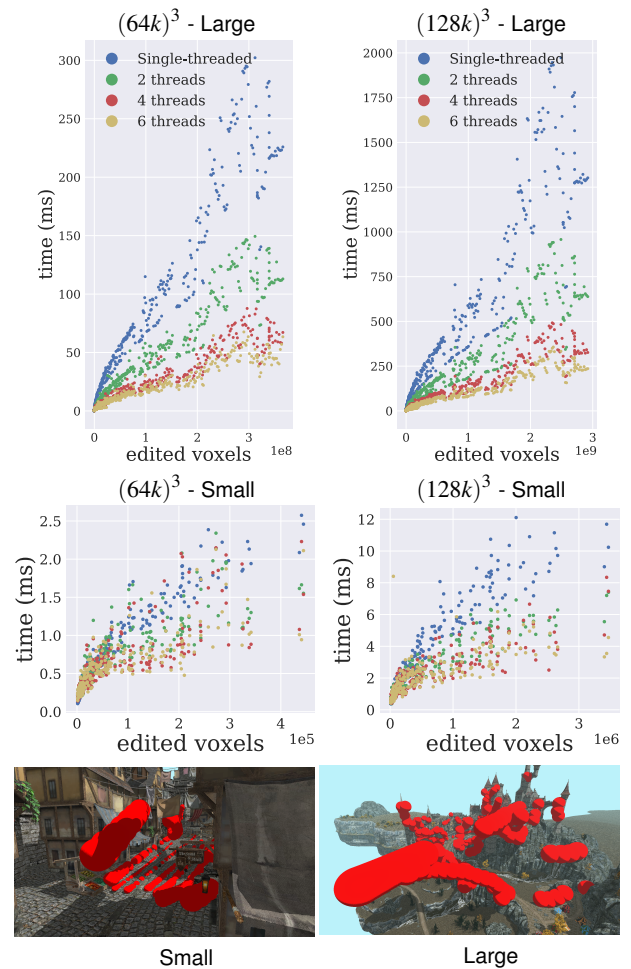 (64k)³ - Large
(128k)³ - Large
Single-threaded
2 threads
4 threads
6 threads
300
250
200
150
100
50
0
time (ms)
0
1
2
3
1e8
edited voxels
Single-threaded
2 threads
4 threads
6 threads
2000
1750
1500
1250
1000
750
500
250
0
time (ms)
0
1
2
3
1e9
edited voxels
(64k)³ - Small
(128k)³ - Small
2.5
2.0
1.5
1.0
0.5
0.0
time (ms)
0
1
2
3
4
1e5
edited voxels
12
10
8
6
4
2
0
time (ms)
0
1
2
3
1e6
edited voxels
Small
Large